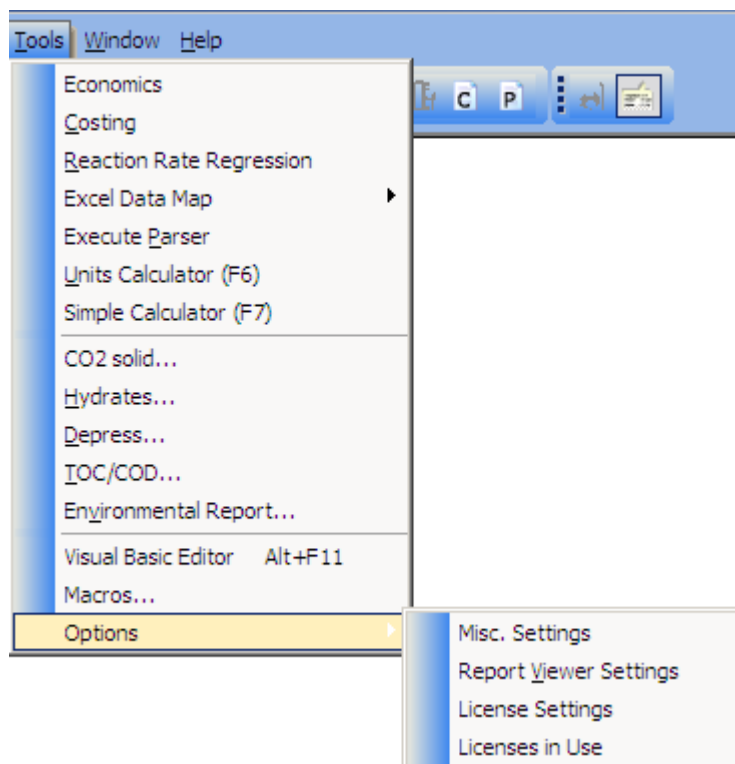 Tools Window Help
C P
Economics
Costing
Reaction Rate Regression
Excel Data Map
Execute Parser
Units Calculator (F6)
Simple Calculator (F7)
CO2 solid...
Hydrates...
Depress...
TOC/COD...
Environmental Report...
Visual Basic Editor Alt+F11
Macros...
Options
Misc. Settings
Report Viewer Settings
License Settings
Licenses in Use